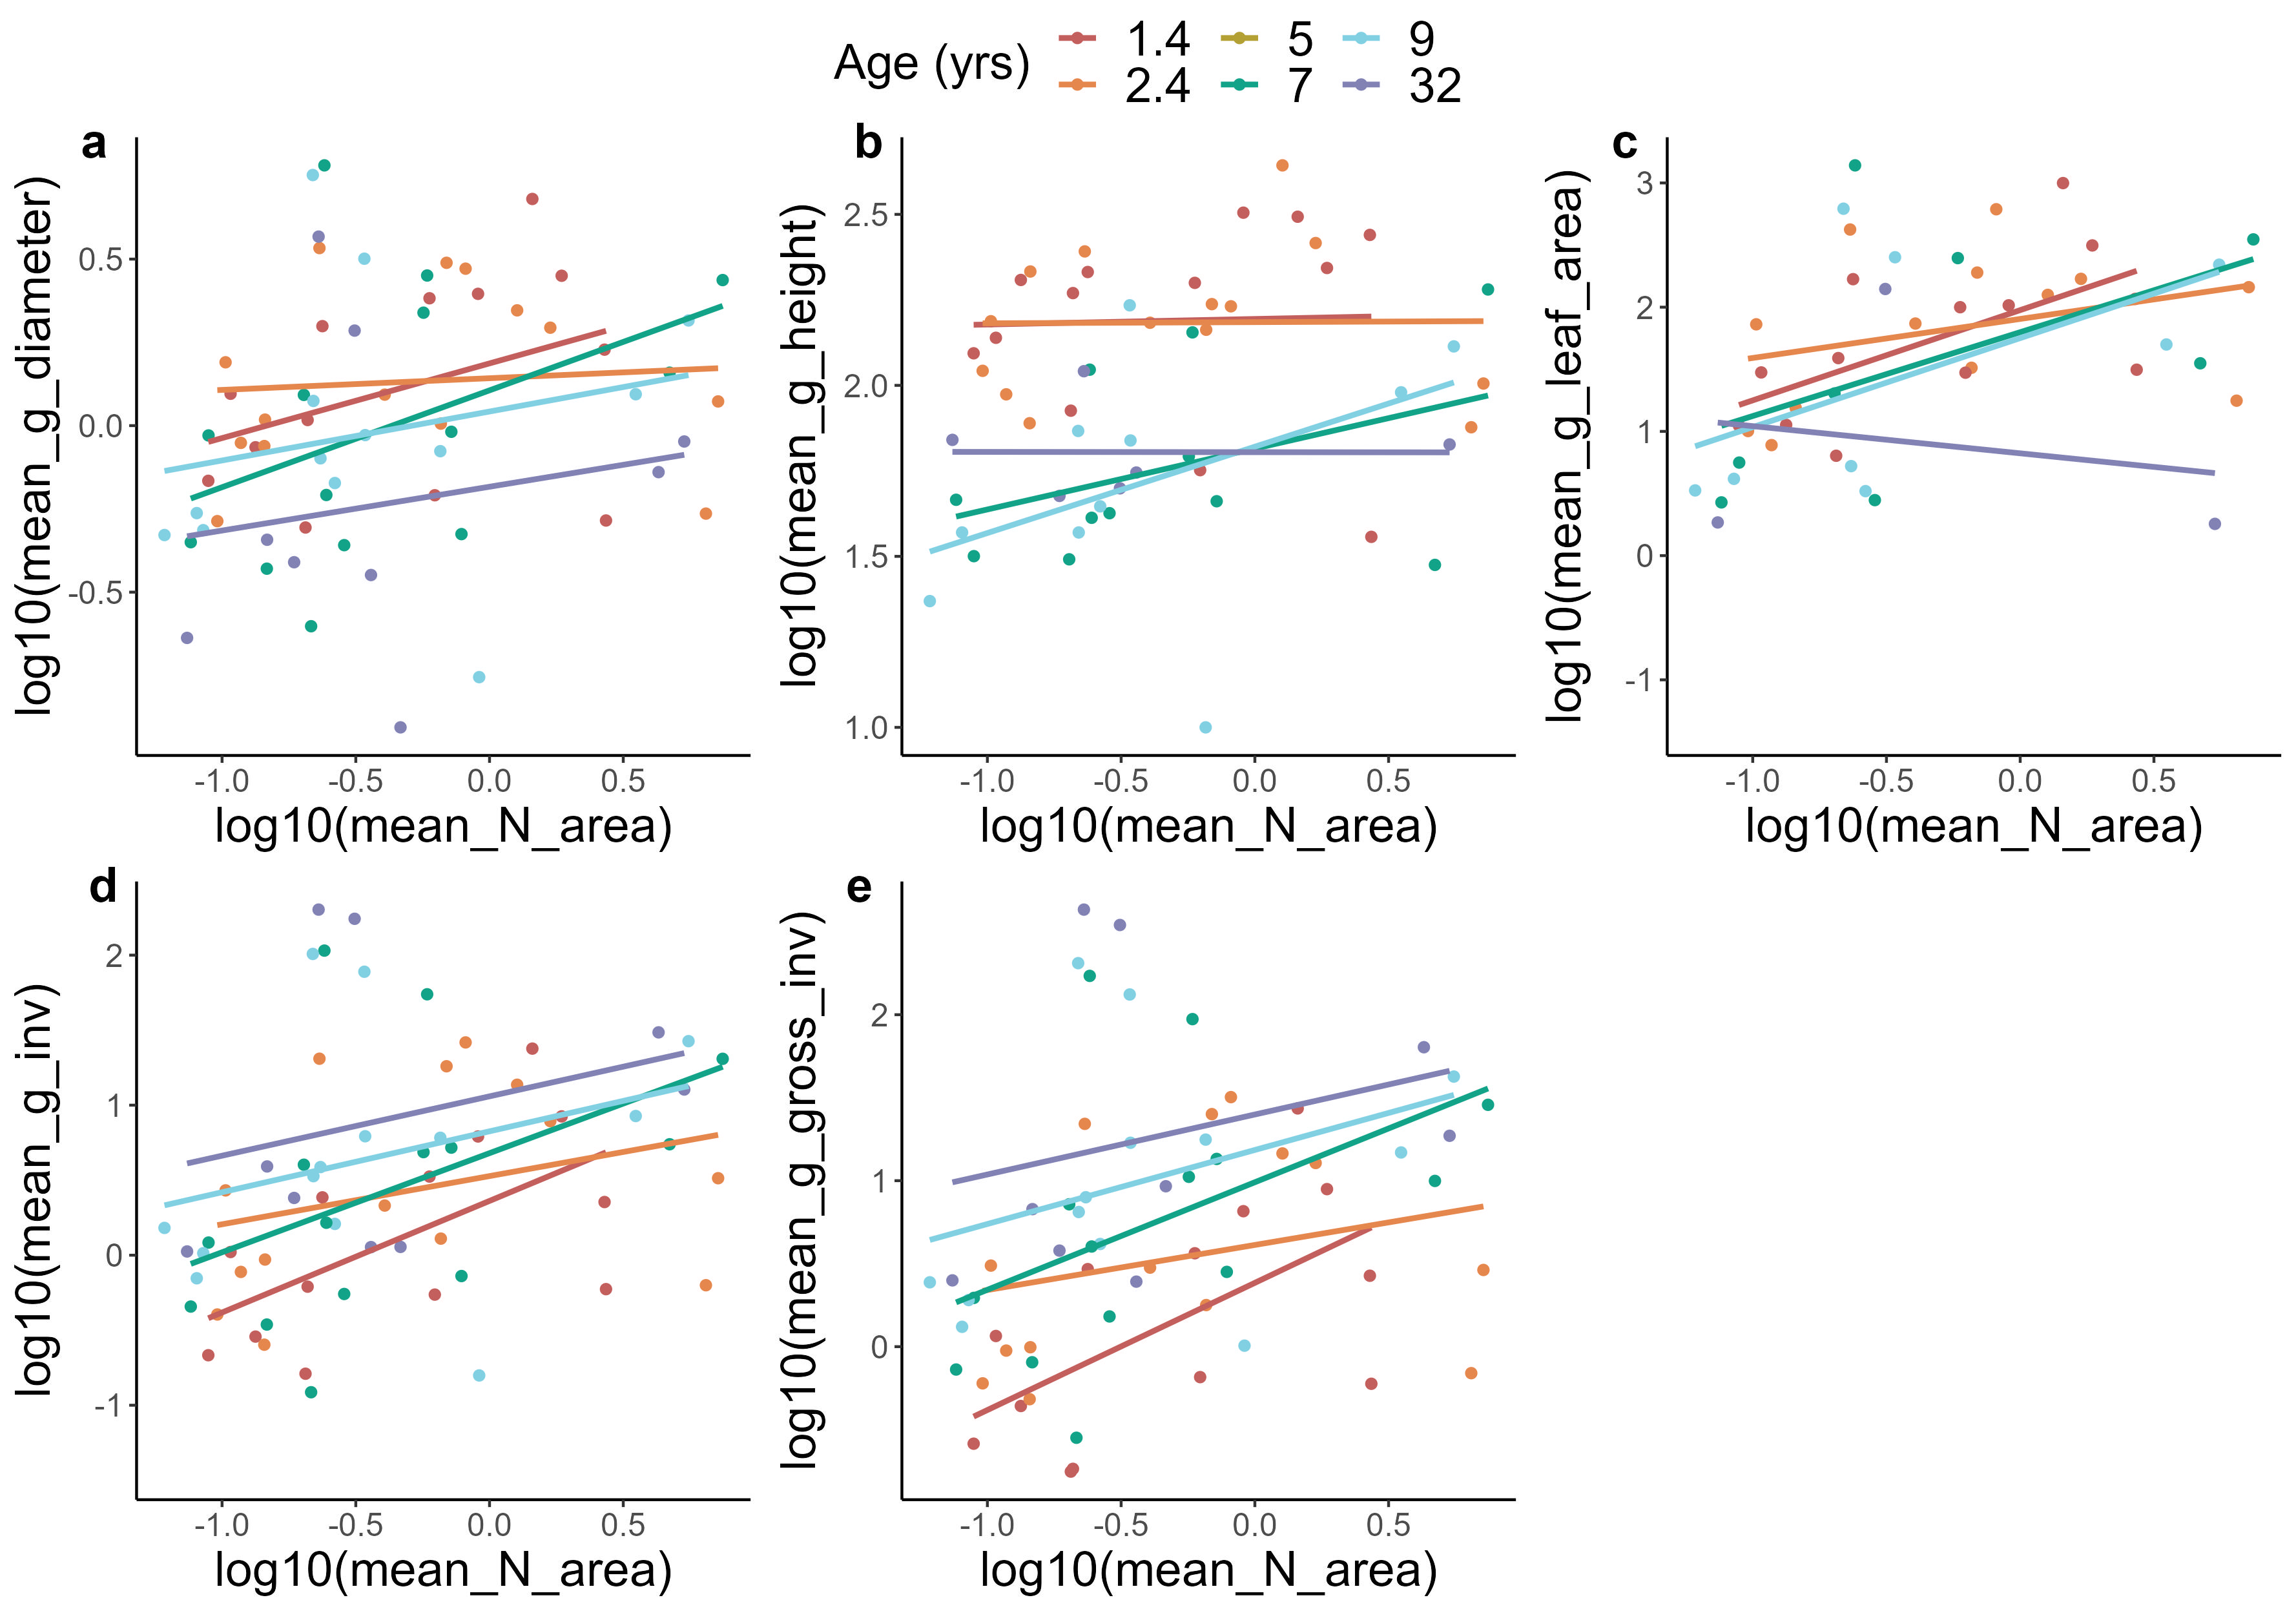 Age (yrs) 1.4 5 9
2.4 7 32
a
log10(mean_g_diameter)
0.5
0.0
-0.5
-1.0 -0.5 0.0 0.5
log10(mean_N_area)
b
log10(mean_g_height)
2.5
2.0
1.5
1.0
-1.0 -0.5 0.0 0.5
log10(mean_N_area)
c
log10(mean_g_leaf_area)
3
2
1
0
-1
-1.0 -0.5 0.0 0.5
log10(mean_N_area)
d
log10(mean_g_inv)
2
1
0
-1
-1.0 -0.5 0.0 0.5
log10(mean_N_area)
e
log10(mean_g_gross_inv)
2
1
0
-1.0 -0.5 0.0 0.5
log10(mean_N_area)